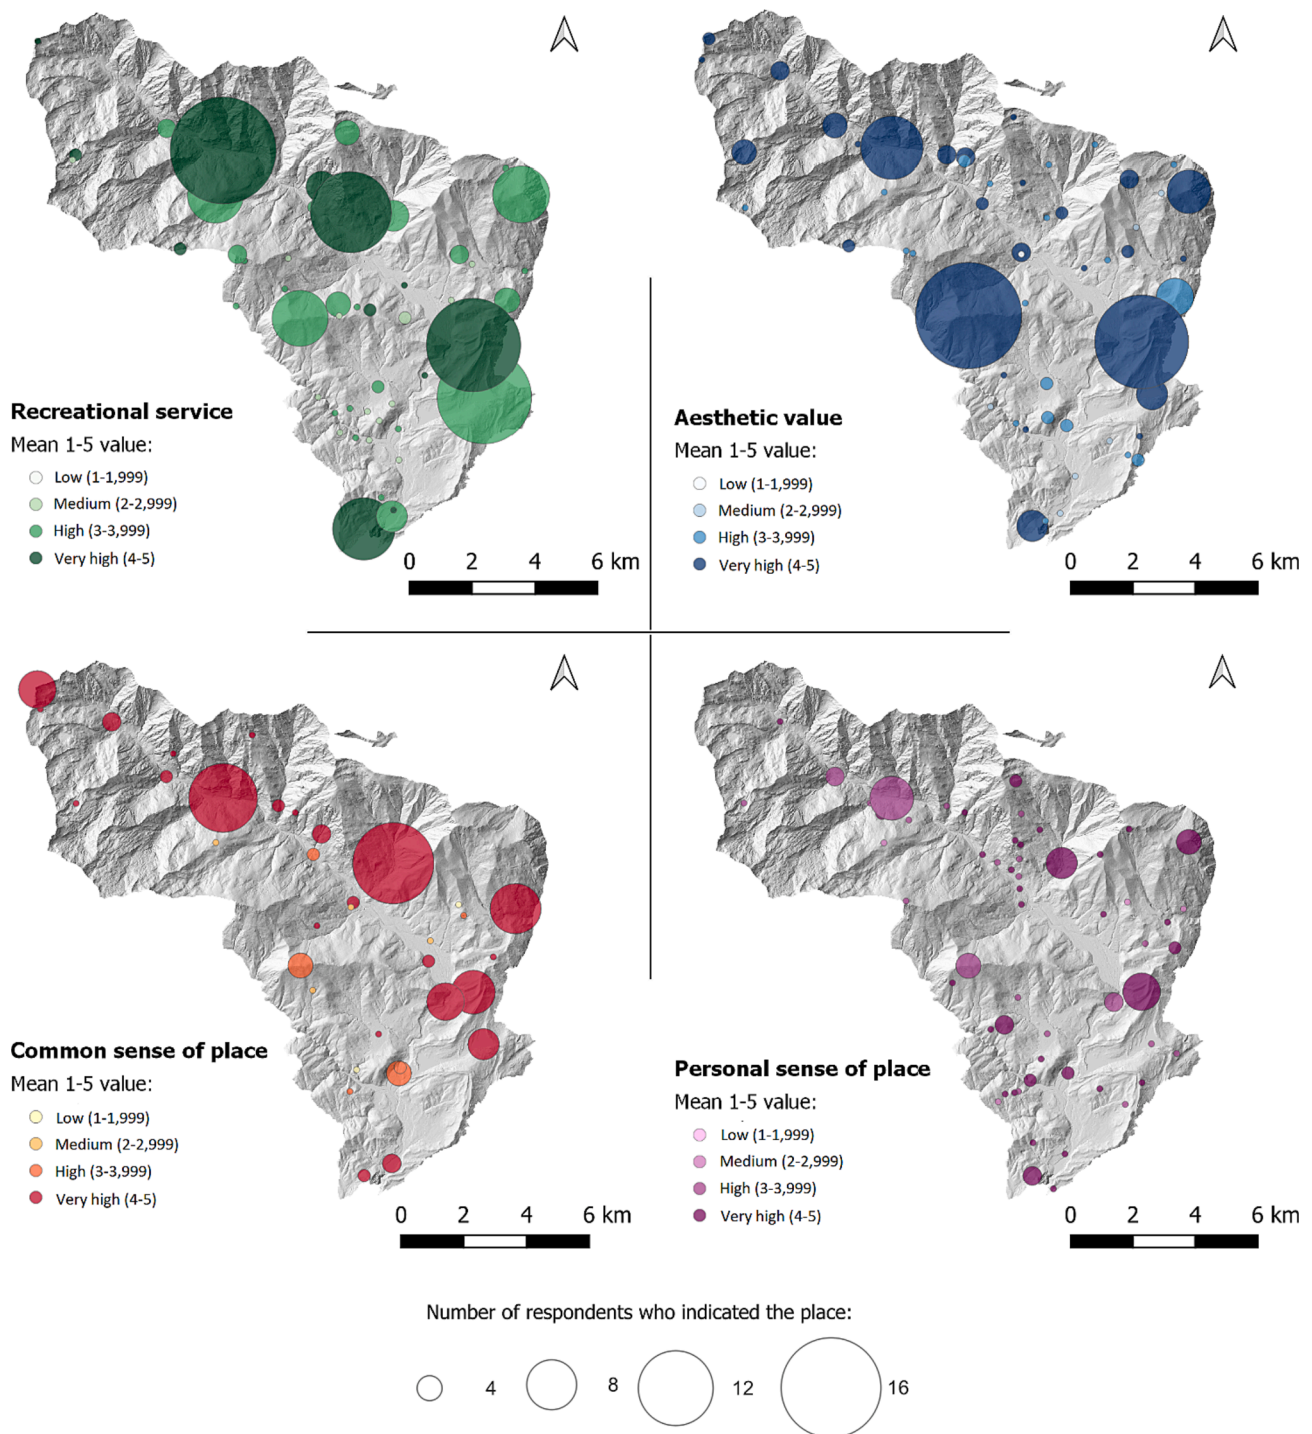 Recreational service
Mean 1-5 value:
Low (1-1,999)
Medium (2-2,999)
High (3-3,999)
Very high (4-5)
0 2 4 6 km
Aesthetic value
Mean 1-5 value:
Low (1-1,999)
Medium (2-2,999)
High (3-3,999)
Very high (4-5)
0 2 4 6 km
Common sense of place
Mean 1-5 value:
Low (1-1,999)
Medium (2-2,999)
High (3-3,999)
Very high (4-5)
0 2 4 6 km
Personal sense of place
Mean 1-5 value:
Low (1-1,999)
Medium (2-2,999)
High (3-3,999)
Very high (4-5)
0 2 4 6 km
Number of respondents who indicated the place:
4 8 12 16